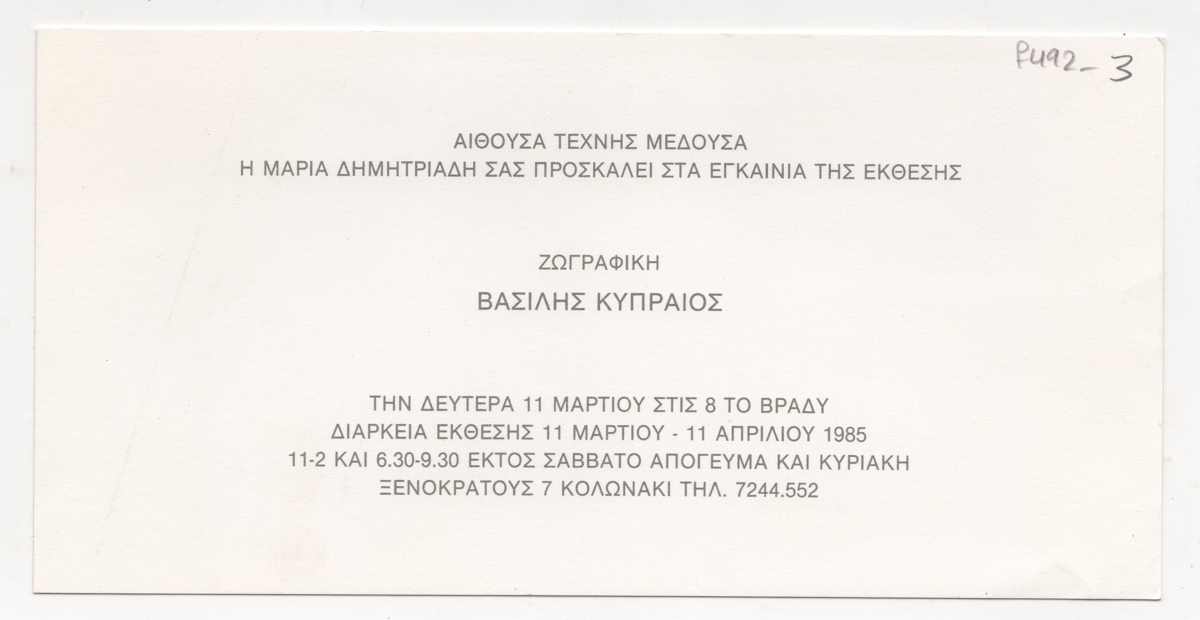 P492_3
ΑΙΘΟΥΣΑ ΤΕΧΝΗΣ ΜΕΔΟΥΣΑ
Η ΜΑΡΙΑ ΔΗΜΗΤΡΙΑΔΗ ΣΑΣ ΠΡΟΣΚΑΛΕΙ ΣΤΑ ΕΓΚΑΙΝΙΑ ΤΗΣ ΕΚΘΕΣΗΣ
ΖΩΓΡΑΦΙΚΗ
ΒΑΣΙΛΗΣ ΚΥΠΡΑΙΟΣ
ΤΗΝ ΔΕΥΤΕΡΑ 11 ΜΑΡΤΙΟΥ ΣΤΙΣ 8 ΤΟ ΒΡΑΔΥ
ΔΙΑΡΚΕΙΑ ΕΚΘΕΣΗΣ 11 ΜΑΡΤΙΟΥ - 11 ΑΠΡΙΛΙΟΥ 1985
11-2 ΚΑΙ 6.30-9.30 ΕΚΤΟΣ ΣΑΒΒΑΤΟ ΑΠΟΓΕΥΜΑ ΚΑΙ ΚΥΡΙΑΚΗ
ΞΕΝΟΚΡΑΤΟΥΣ 7 ΚΟΛΩΝΑΚΙ ΤΗΛ. 7244.552